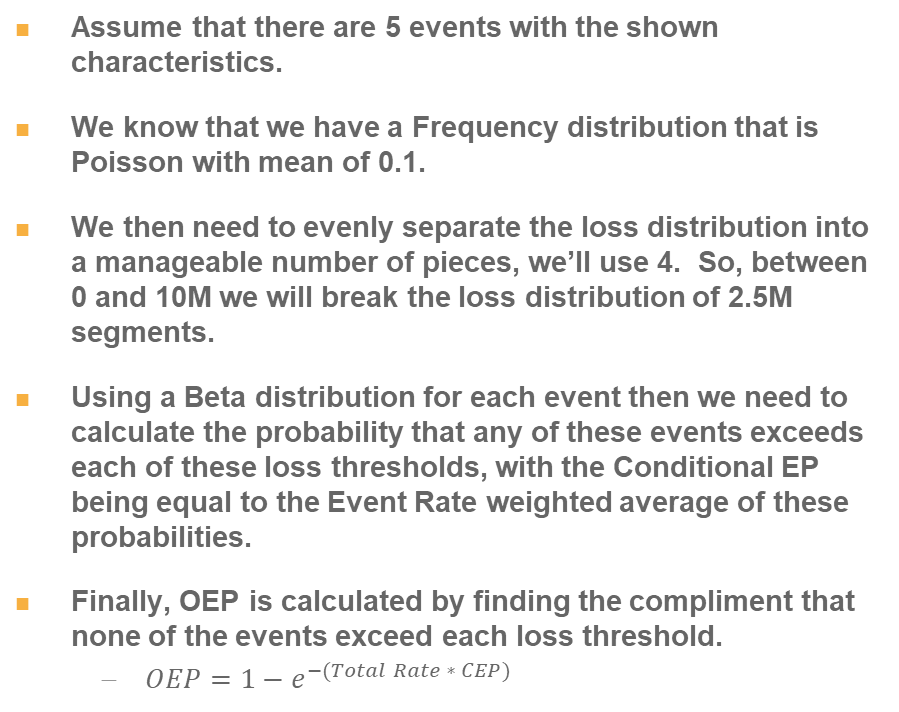 Assume that there are 5 events with the shown
characteristics.
We know that we have a Frequency distribution that is
Poisson with mean of 0.1.
We then need to evenly separate the loss distribution into
a manageable number of pieces, we’ll use 4.  So, between
0 and 10M we will break the loss distribution of 2.5M
segments.
Using a Beta distribution for each event then we need to
calculate the probability that any of these events exceeds
each of these loss thresholds, with the Conditional EP
being equal to the Event Rate weighted average of these
probabilities.
Finally, OEP is calculated by finding the compliment that
none of the events exceed each loss threshold.
– OEP = 1 − e^−(Total Rate * CEP)